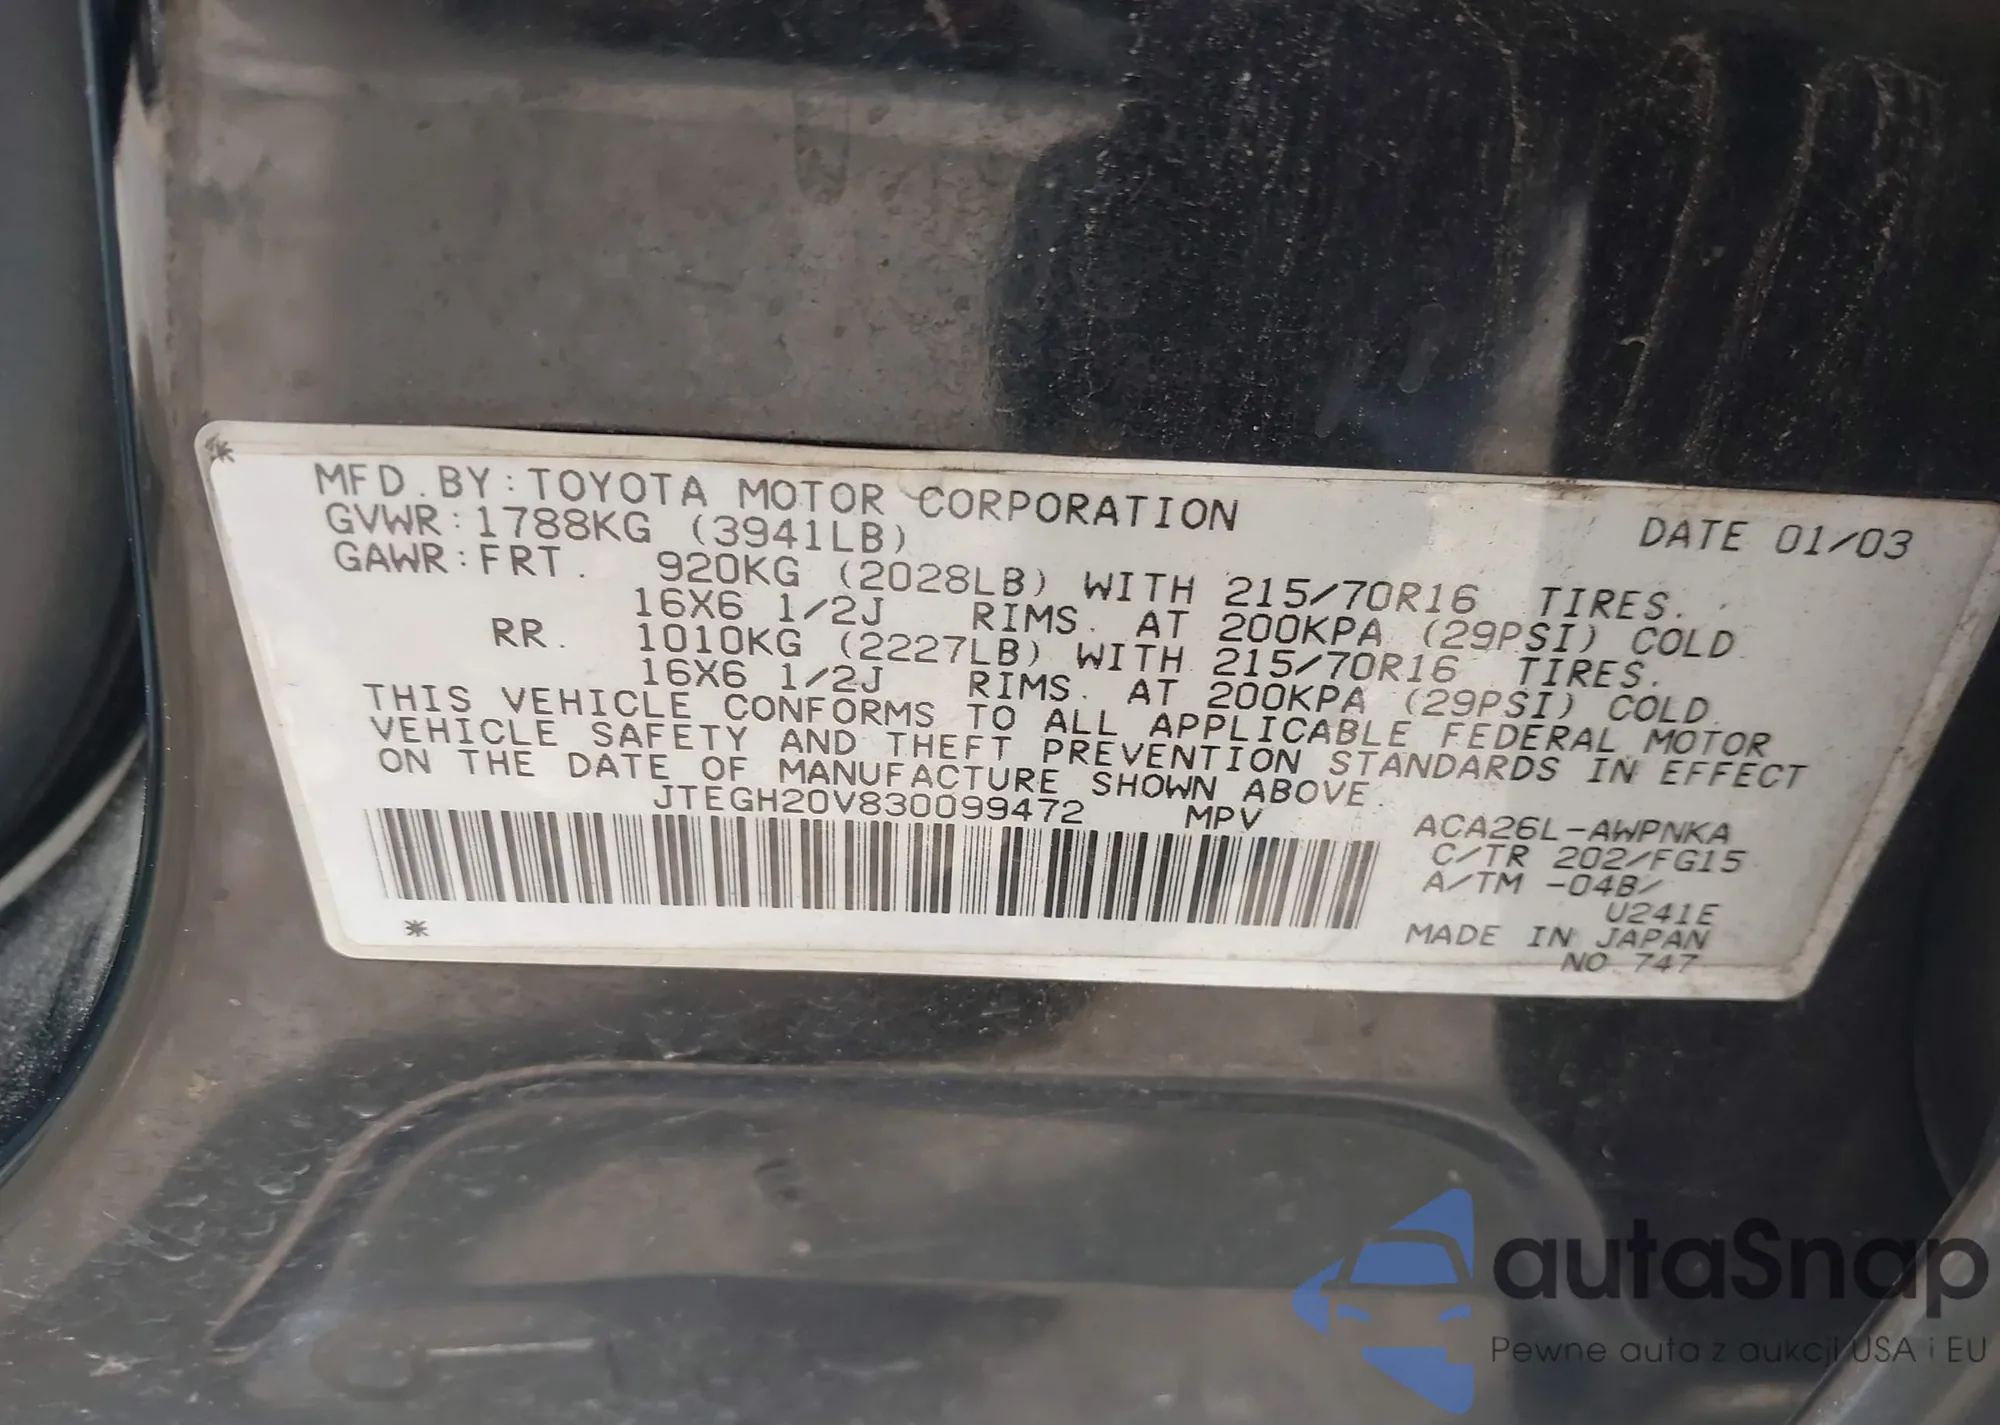 MFD.BY:TOYOTA MOTOR CORPORATION DATE 01/03
GVWR:1788KG (3941LB)
GAWR:FRT. 920KG (2028LB) WITH 215/70R16 TIRES.
16X6 1/2J RIMS. AT 200KPA (29PSI) COLD
RR. 1010KG (2227LB) WITH 215/70R16 TIRES.
16X6 1/2J RIMS. AT 200KPA (29PSI) COLD.
THIS VEHICLE CONFORMS TO ALL APPLICABLE FEDERAL MOTOR
VEHICLE SAFETY AND THEFT PREVENTION STANDARDS IN EFFECT
ON THE DATE OF MANUFACTURE SHOWN ABOVE.
JTEGH20V830099472 MPV
ACA26L-AWPNKA
C/TR 202/FG15
A/TM -04B/
U241E
MADE IN JAPAN
NO 747
autaSnap
Pewne auta z aukcji USA i EU